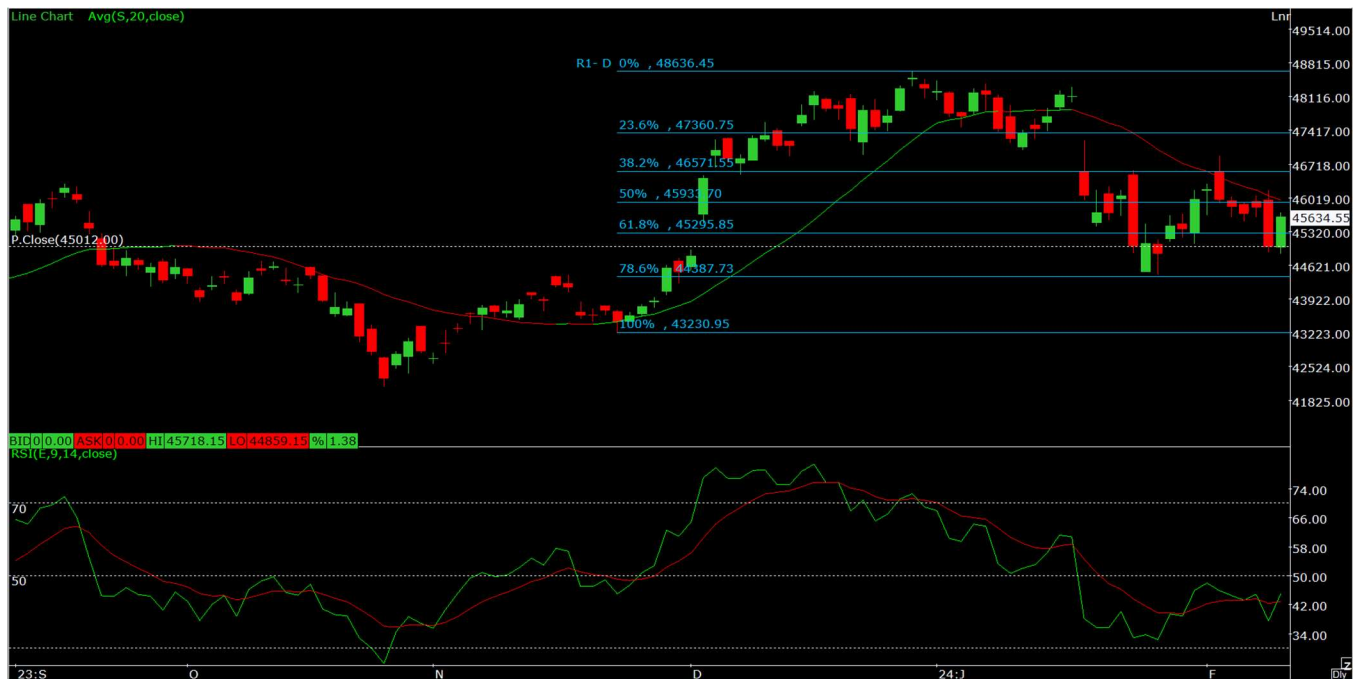 Line Chart Avg(S,20,close)
Lnr
49514.00
R1- D 0% , 48636.45
48815.00
48116.00
23.6% , 47360.75
47417.00
38.2% , 46571.55
46718.00
50% , 45933.70
46019.00
45634.55
61.8% , 45295.85
45320.00
P.Close(45012.00)
78.6% , 44387.73
44621.00
43922.00
100% , 43230.95
43223.00
42524.00
41825.00
BID 0 0.00 ASK 0 0.00 HI 45718.15 LO 44859.15 % 1.38
RSI(E,9,14,close)
74.00
70
66.00
58.00
50
50.00
42.00
34.00
23:S O N D 24:J F
Z
Dly